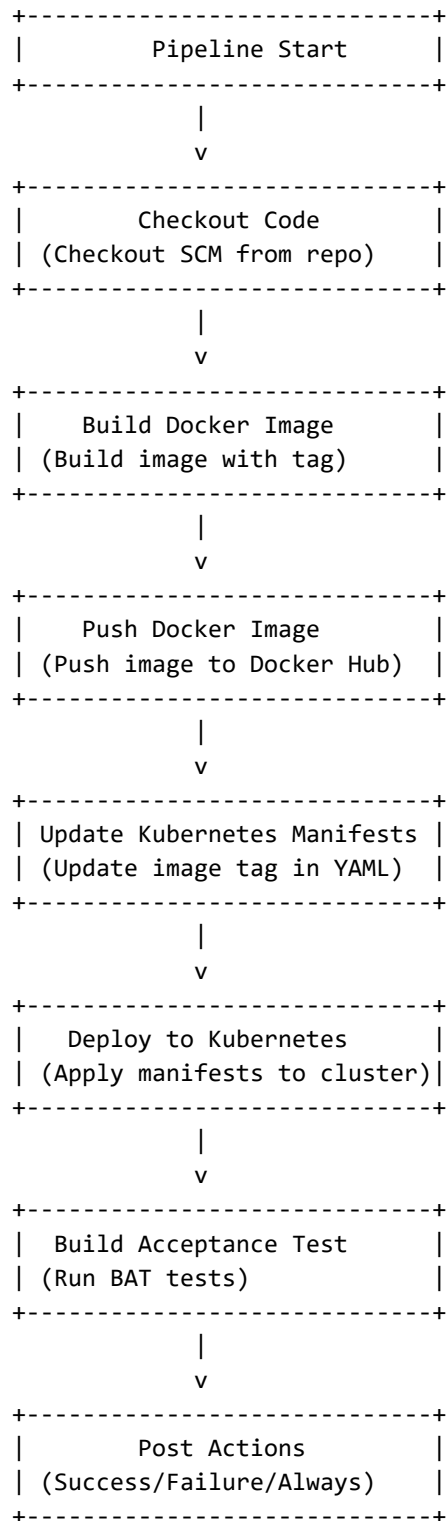 Pipeline Start
Checkout Code
(Checkout SCM from repo)
Build Docker Image
(Build image with tag)
Push Docker Image
(Push image to Docker Hub)
Update Kubernetes Manifests
(Update image tag in YAML)
Deploy to Kubernetes
(Apply manifests to cluster)
Build Acceptance Test
(Run BAT tests)
Post Actions
(Success/Failure/Always)